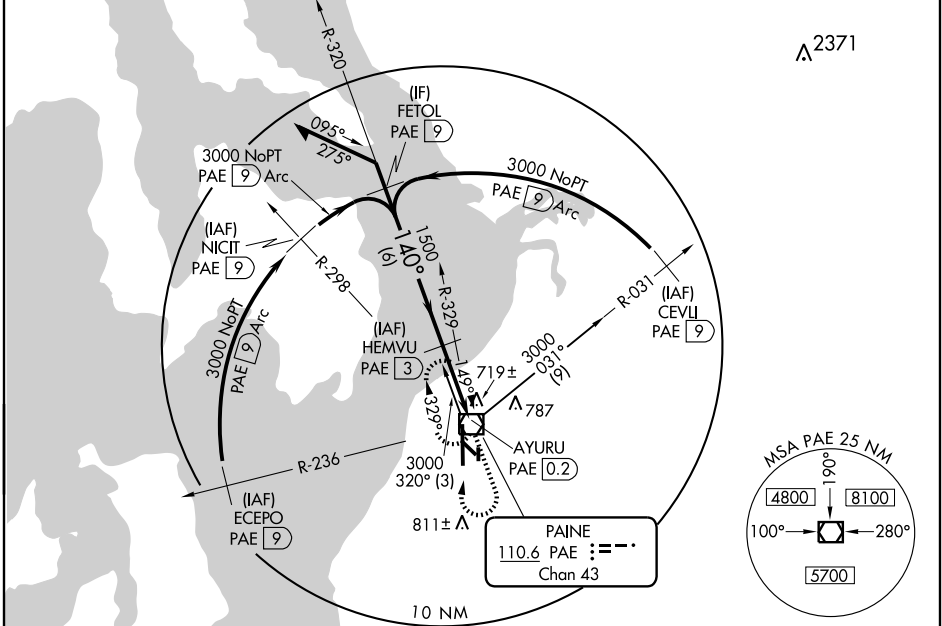 2371
R-320
(IF)
FETOL
PAE 9
095°
275°
3000 NoPT
PAE 9 Arc
3000 NoPT
PAE 9 Arc
(IAF)
NICIT
PAE 9
R-298
1500
140°
(6)
R-329
R-031
(IAF)
CEVLI
PAE 9
3000 NoPT
PAE 9 Arc
(IAF)
HEMVU
PAE 3
149°
719±
3000
031°
(9)
787
329°
AYURU
PAE 0.2
3000
320° (3)
R-236
(IAF)
ECEPO
PAE 9
811±
PAINE
110.6 PAE
Chan 43
10 NM
MSA PAE 25 NM
190°
4800
8100
100°
280°
5700